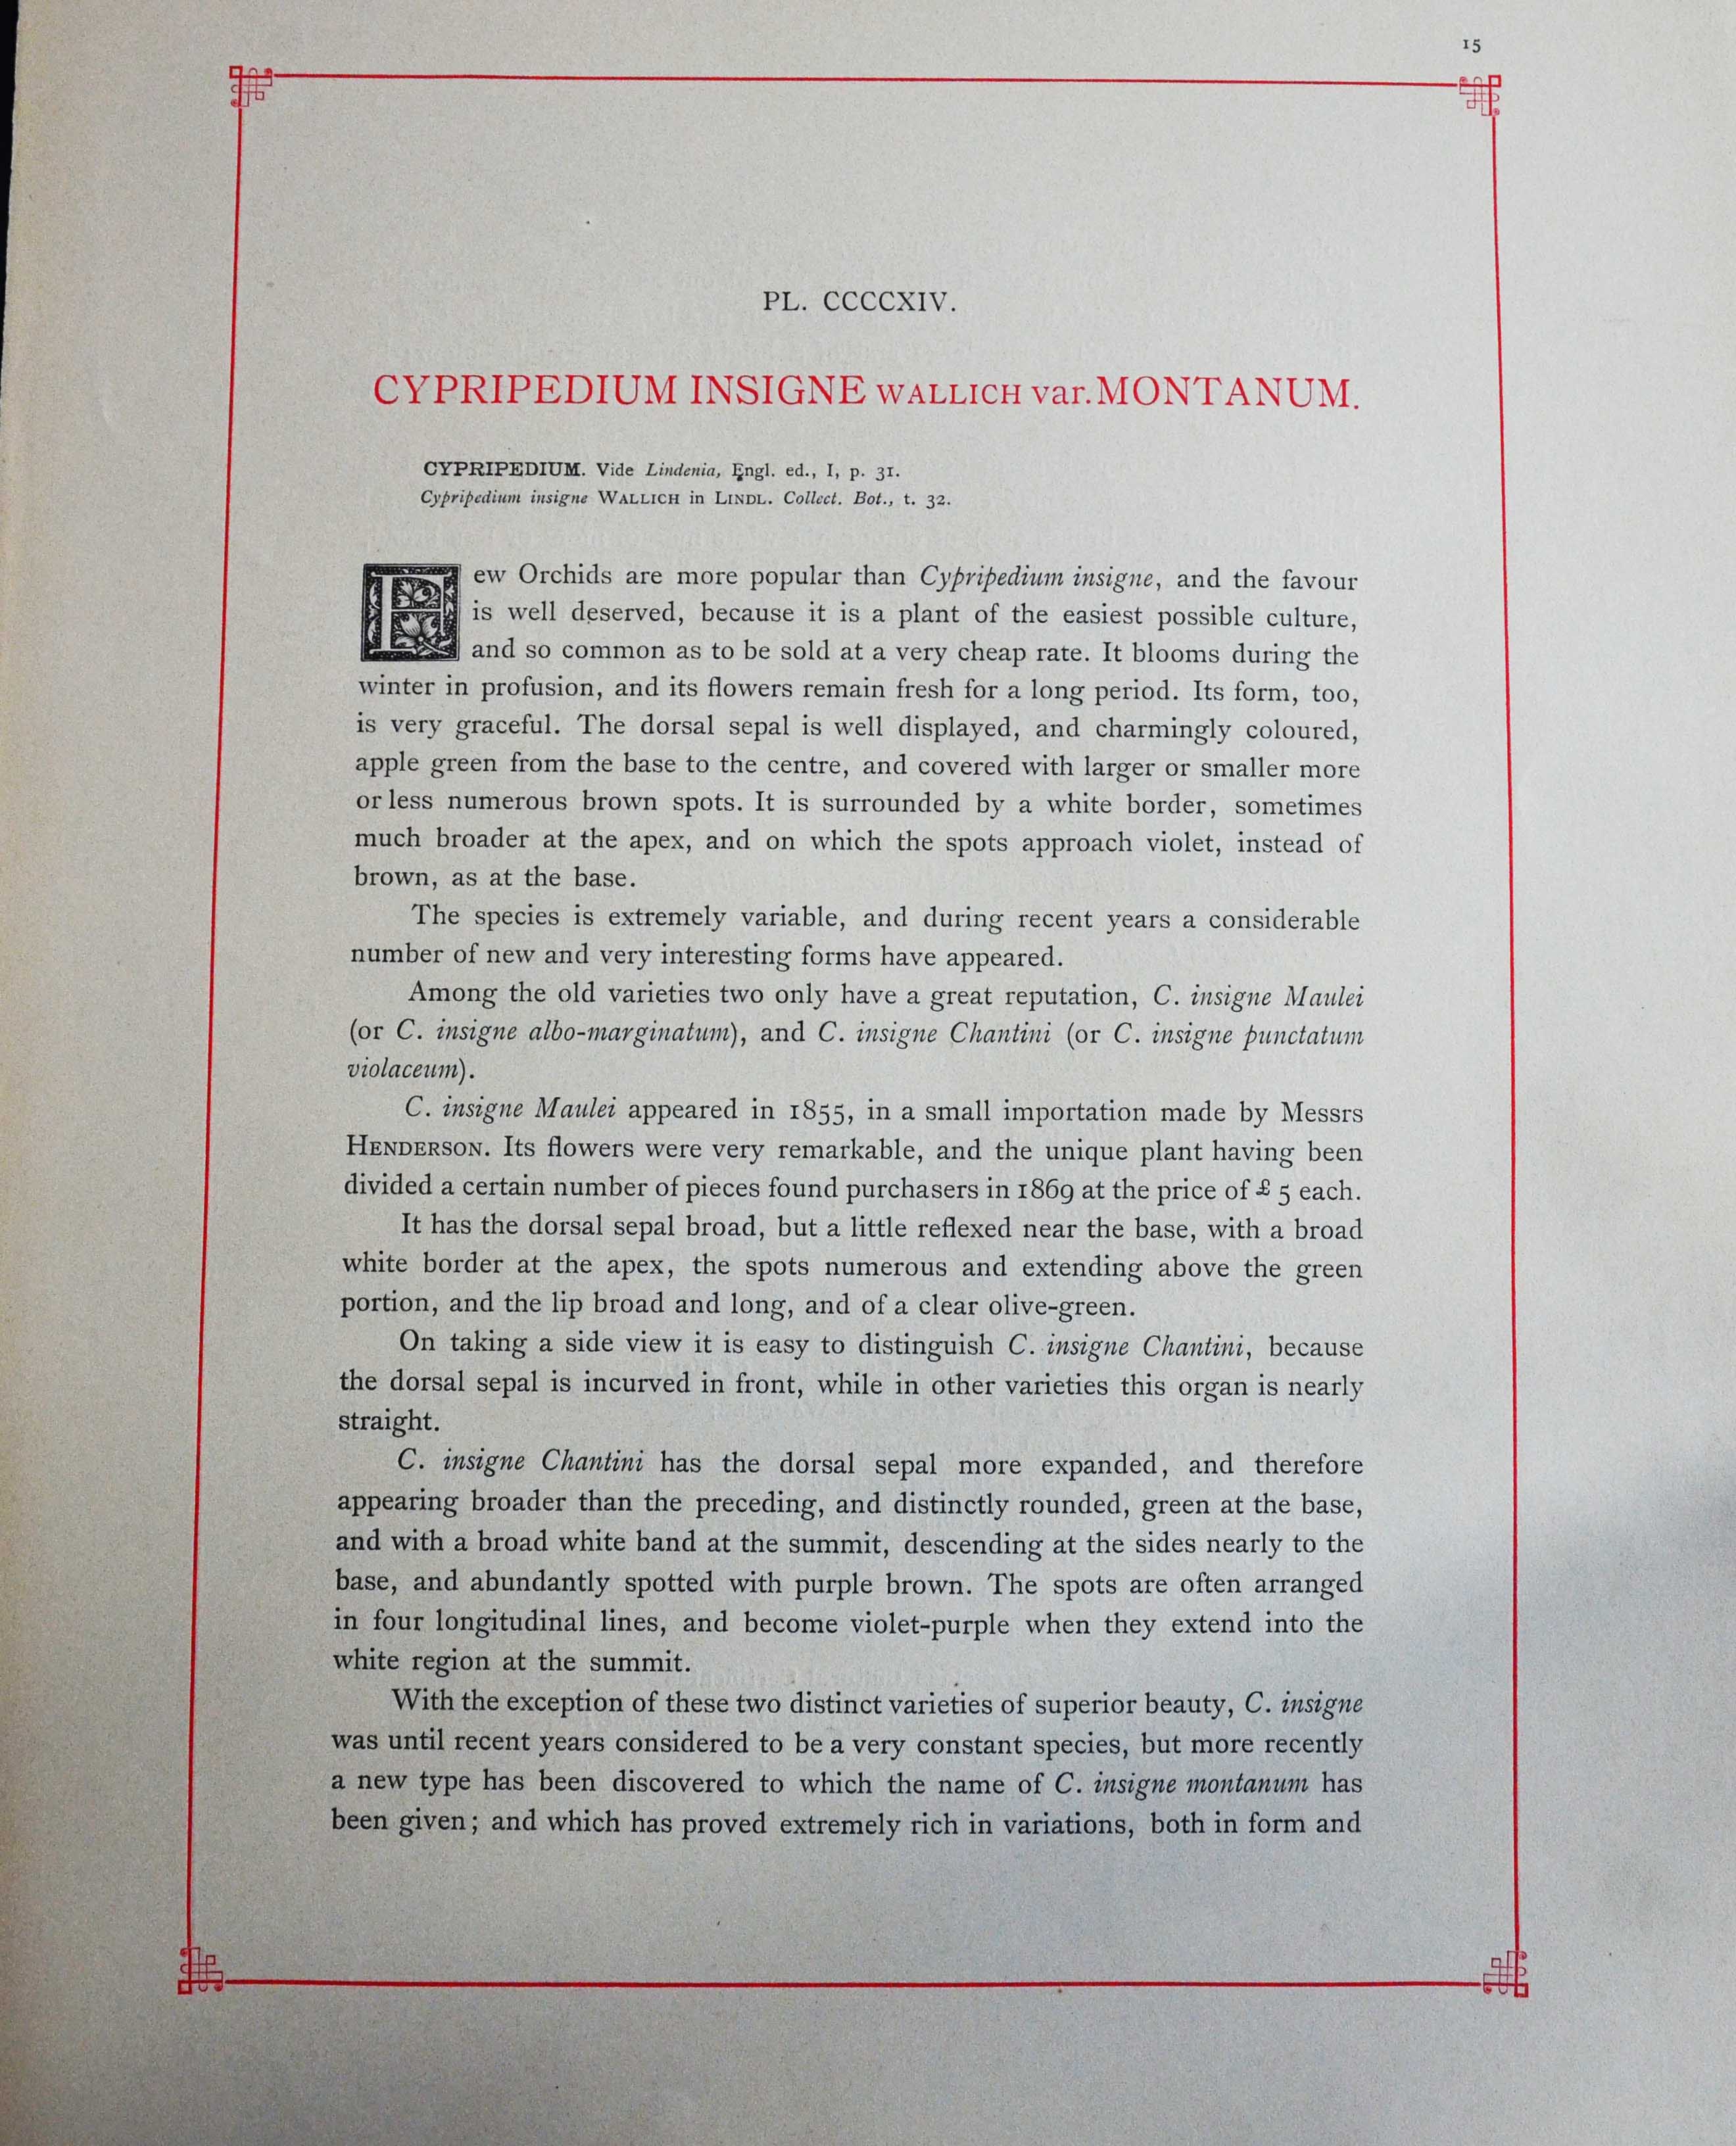 15
PL. CCCCXIV.
CYPRIPEDIUM INSIGNE WALLICH var. MONTANUM.
CYPRIPEDIUM. Vide Lindenia, Engl. ed., I, p. 31.
Cypripedium insigne WALLICH in LINDL. Collect. Bot., t. 32.
Few Orchids are more popular than Cypripedium insigne, and the favour
is well deserved, because it is a plant of the easiest possible culture,
and so common as to be sold at a very cheap rate. It blooms during the
winter in profusion, and its flowers remain fresh for a long period. Its form, too,
is very graceful. The dorsal sepal is well displayed, and charmingly coloured,
apple green from the base to the centre, and covered with larger or smaller more
or less numerous brown spots. It is surrounded by a white border, sometimes
much broader at the apex, and on which the spots approach violet, instead of
brown, as at the base.
The species is extremely variable, and during recent years a considerable
number of new and very interesting forms have appeared.
Among the old varieties two only have a great reputation, C. insigne Maulei
(or C. insigne albo-marginatum), and C. insigne Chantini (or C. insigne punctatum
violaceum).
C. insigne Maulei appeared in 1855, in a small importation made by Messrs
HENDERSON. Its flowers were very remarkable, and the unique plant having been
divided a certain number of pieces found purchasers in 1869 at the price of £ 5 each.
It has the dorsal sepal broad, but a little reflexed near the base, with a broad
white border at the apex, the spots numerous and extending above the green
portion, and the lip broad and long, and of a clear olive-green.
On taking a side view it is easy to distinguish C. insigne Chantini, because
the dorsal sepal is incurved in front, while in other varieties this organ is nearly
straight.
C. insigne Chantini has the dorsal sepal more expanded, and therefore
appearing broader than the preceding, and distinctly rounded, green at the base,
and with a broad white band at the summit, descending at the sides nearly to the
base, and abundantly spotted with purple brown. The spots are often arranged
in four longitudinal lines, and become violet-purple when they extend into the
white region at the summit.
With the exception of these two distinct varieties of superior beauty, C. insigne
was until recent years considered to be a very constant species, but more recently
a new type has been discovered to which the name of C. insigne montanum has
been given; and which has proved extremely rich in variations, both in form and